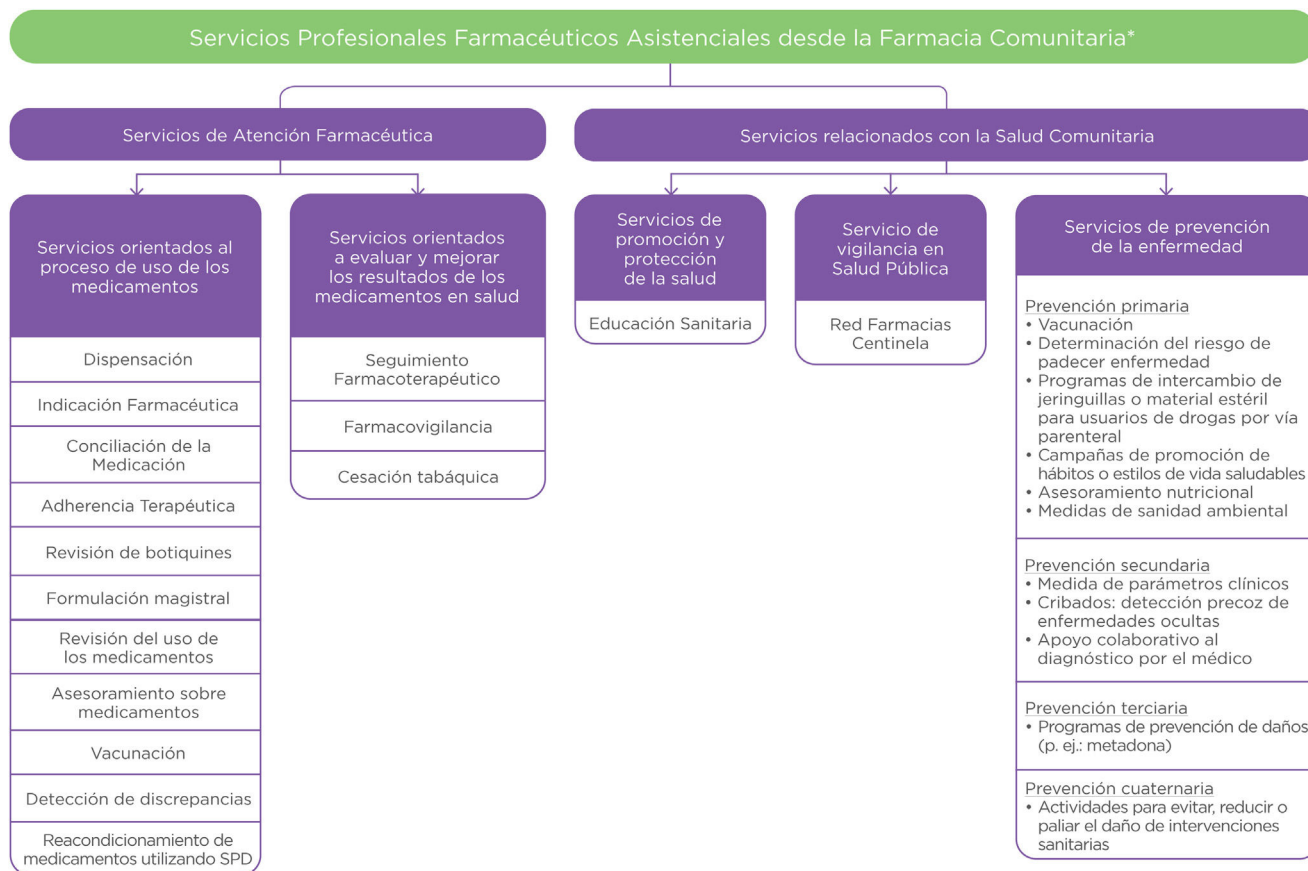 Servicios Profesionales Farmacéuticos Asistenciales desde la Farmacia Comunitaria*
Servicios de Atención Farmacéutica
Servicios orientados al
proceso de uso de los
medicamentos
Dispensación
Indicación Farmacéutica
Conciliación de la
Medicación
Adherencia Terapéutica
Revisión de botiquines
Formulación magistral
Revisión del uso de
los medicamentos
Asesoramiento sobre
medicamentos
Vacunación
Detección de discrepancias
Reacondicionamiento de
medicamentos utilizando SPD
Servicios orientados
a evaluar y mejorar
los resultados de los
medicamentos en salud
Seguimiento
Farmacoterapéutico
Farmacovigilancia
Cesación tabáquica
Servicios relacionados con la Salud Comunitaria
Servicios de
promoción y
protección
de la salud
Educación Sanitaria
Servicio de
vigilancia en
Salud Pública
Red Farmacias
Centinela
Servicios de prevención
de la enfermedad
Prevención primaria
• Vacunación
• Determinación del riesgo de
padecer enfermedad
• Programas de intercambio de
jeringuillas o material estéril
para usuarios de drogas por vía
parenteral
• Campañas de promoción de
hábitos o estilos de vida saludables
• Asesoramiento nutricional
• Medidas de sanidad ambiental
Prevención secundaria
• Medida de parámetros clínicos
• Cribados: detección precoz de
enfermedades ocultas
• Apoyo colaborativo al
diagnóstico por el médico
Prevención terciaria
• Programas de prevención de daños
(p. ej.: metadona)
Prevención cuaternaria
• Actividades para evitar, reducir o
paliar el daño de intervenciones
sanitarias